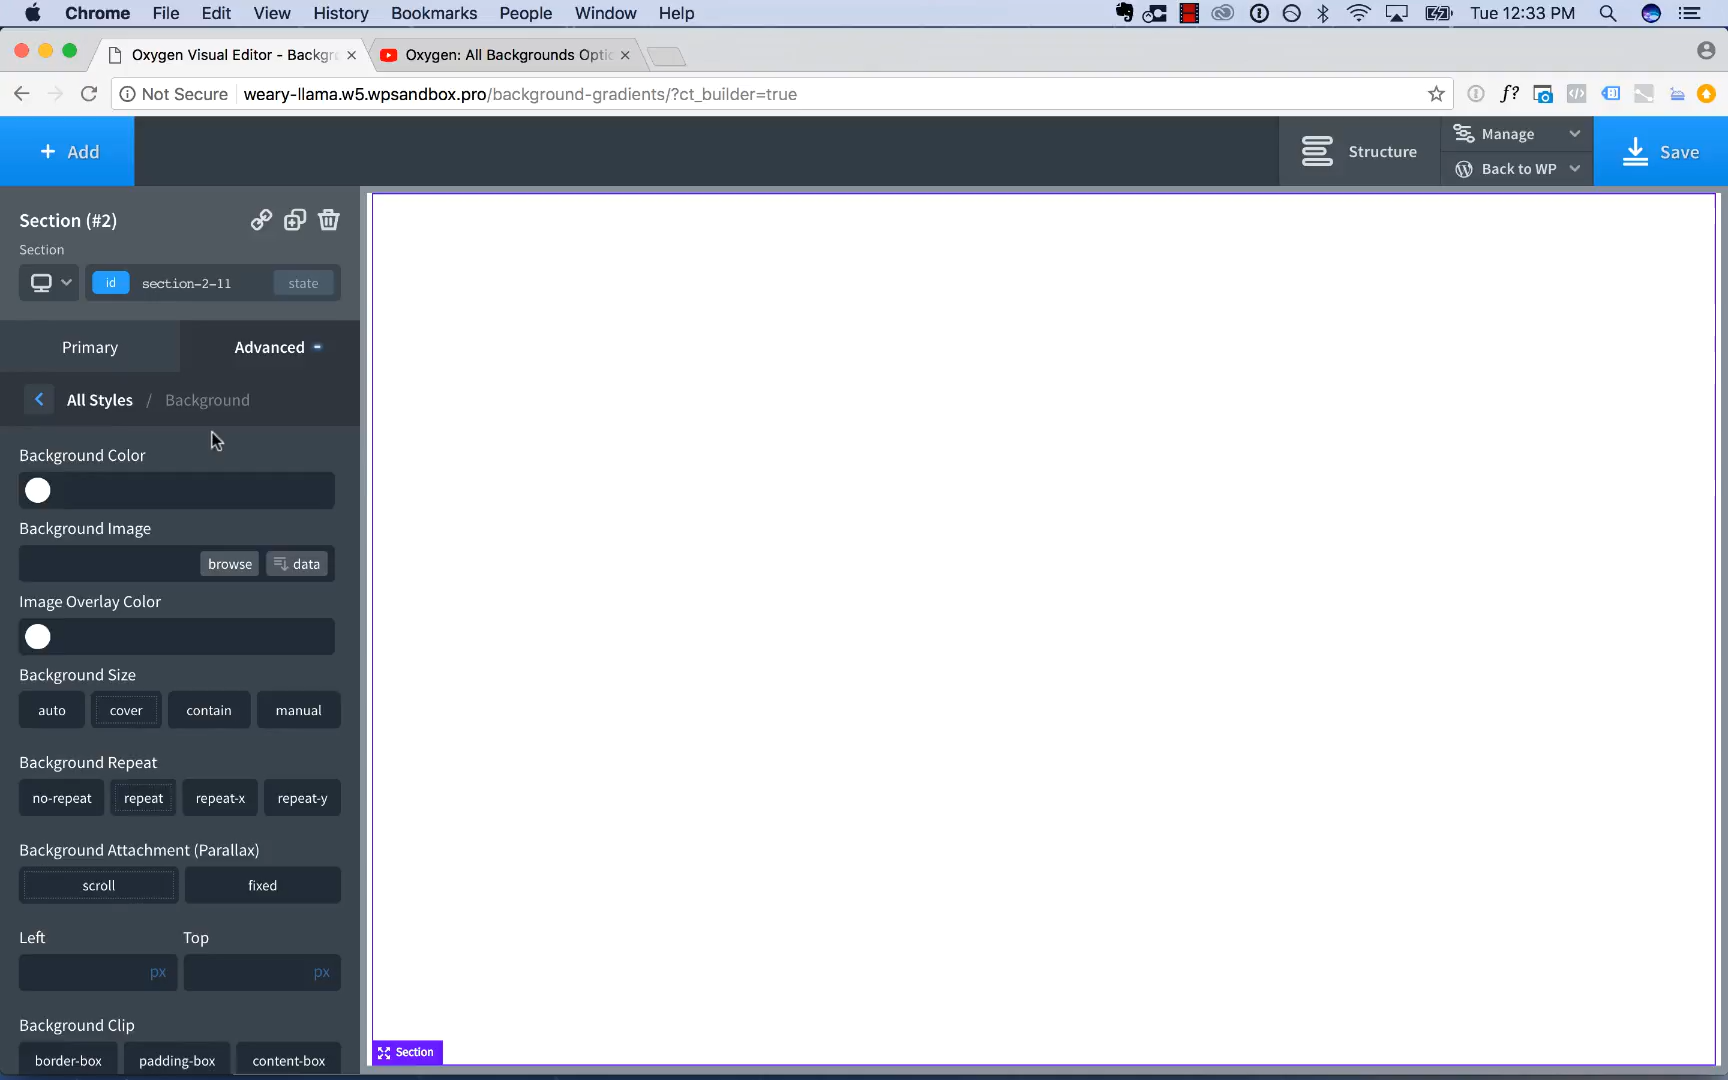 Chrome File Edit View History Bookmarks People Window Help Tue 12:33 PM
Oxygen Visual Editor - Backgr Oxygen: All Backgrounds Optic
Not Secure weary-llama.w5.wpsandbox.pro/background-gradients/?ct_builder=true
+ Add
Structure
Manage
Back to WP
Save
Section (#2)
Section
id section-2-11 state
Primary Advanced
All Styles / Background
Background Color
Background Image
browse data
Image Overlay Color
Background Size
auto cover contain manual
Background Repeat
no-repeat repeat repeat-x repeat-y
Background Attachment (Parallax)
scroll fixed
Left Top
px px
Background Clip
border-box padding-box content-box
Section